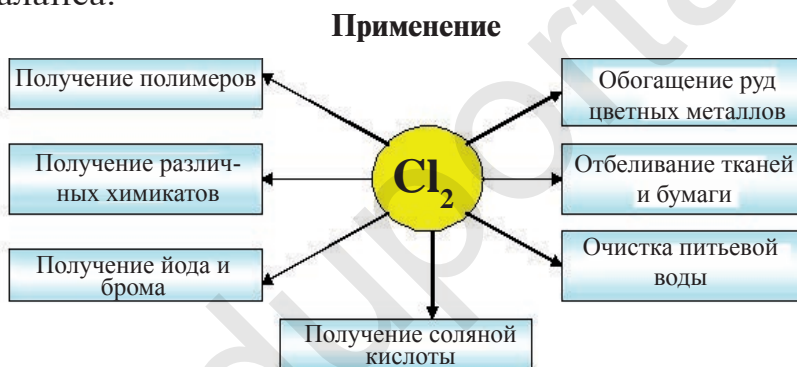 Применение
Получение полимеров
Получение различ-
ных химикатов
Получение йода и
брома
Cl₂
Обогащение руд
цветных металлов
Отбеливание тканей
и бумаги
Очистка питьевой
воды
Получение соляной
кислоты